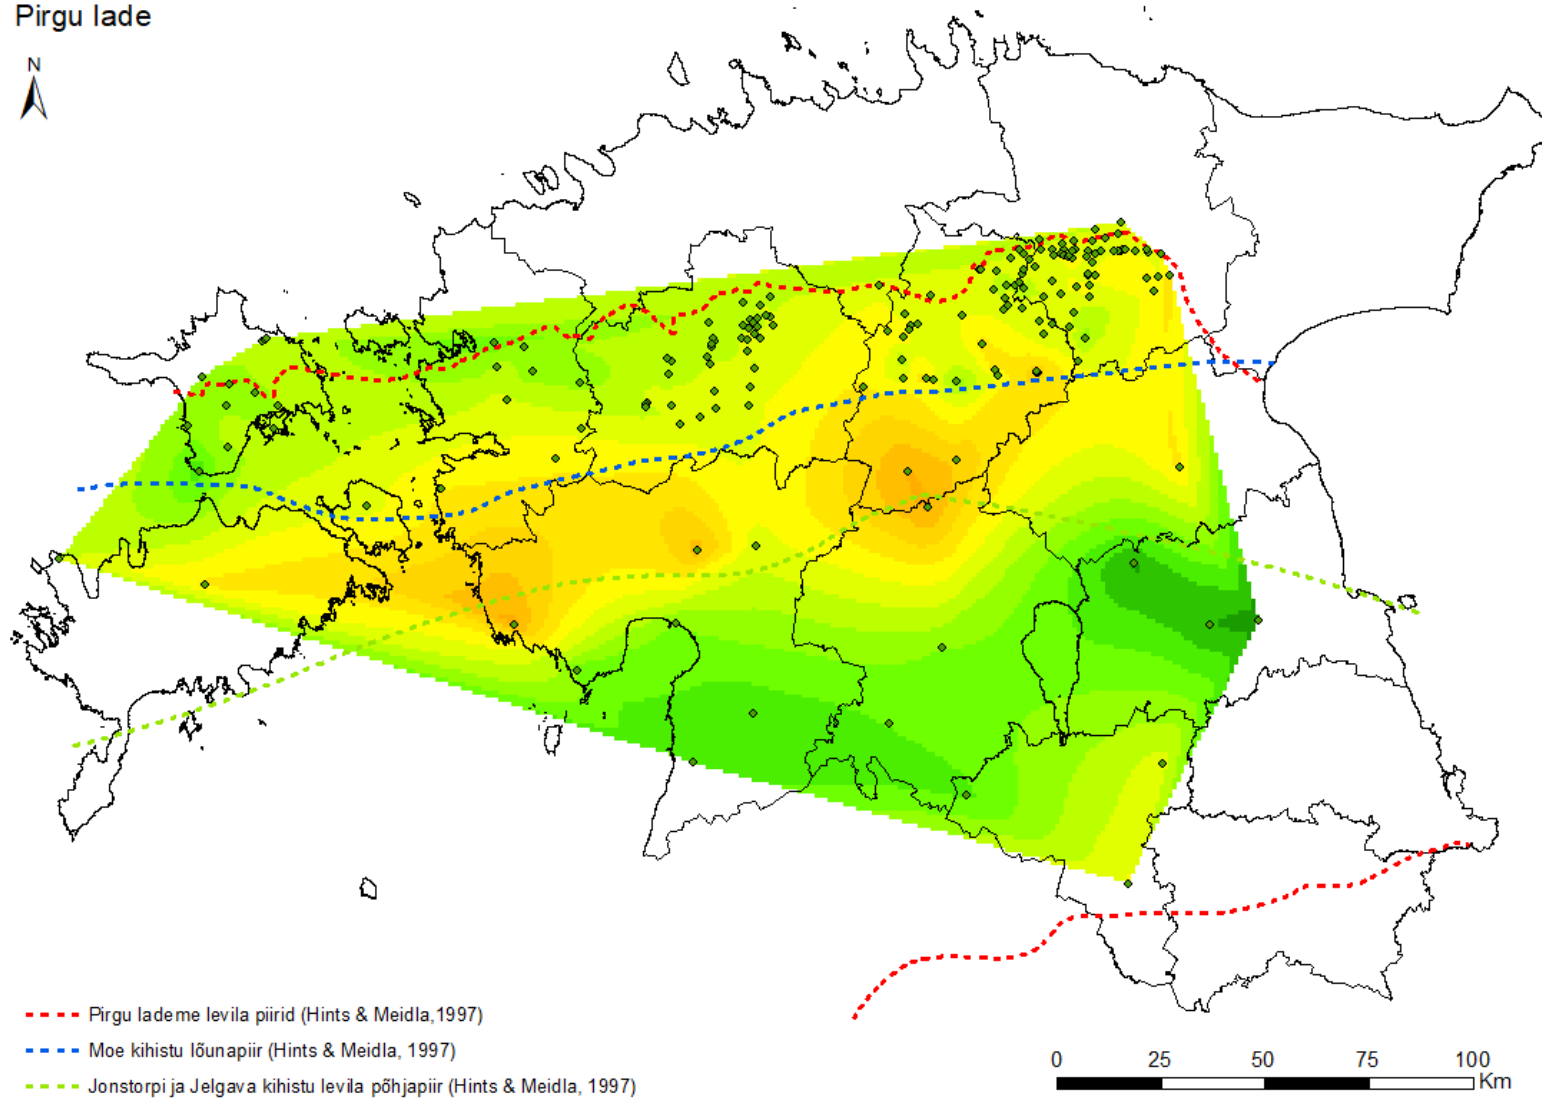 Pirgu lade
N
Pirgu lademe levila piirid (Hints & Meidla,1997)
Moe kihistu lõunapiir (Hints & Meidla, 1997)
Jonstorpi ja Jelgava kihistu levila põhjapiir (Hints & Meidla, 1997)
0 25 50 75 100
Km